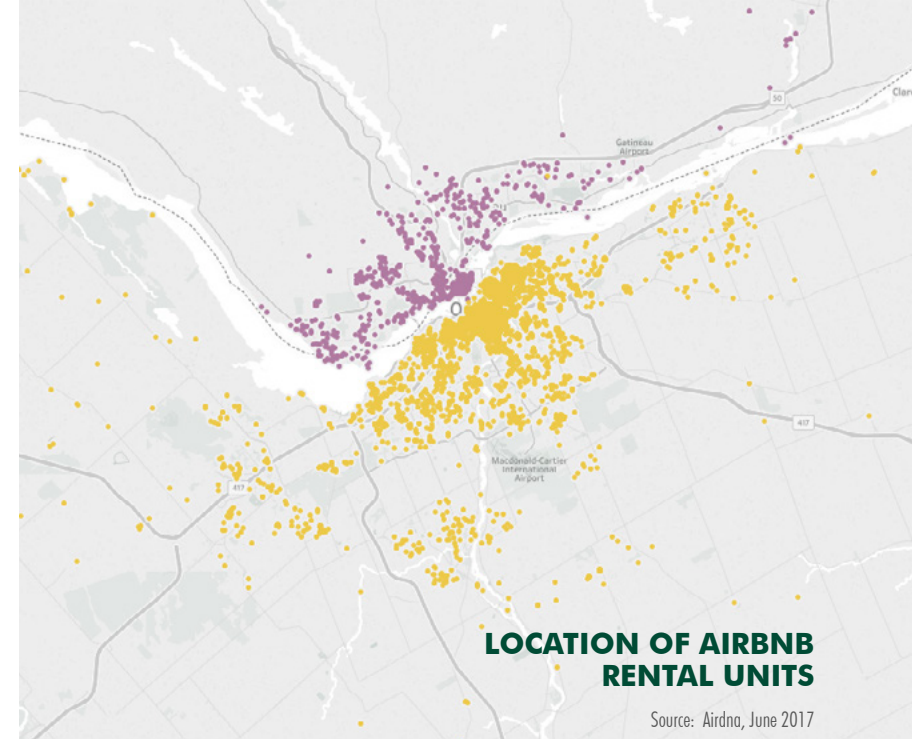 50
Clar
Gatineau
Airport
O
417
Macdonald-Cartier
International
Airport
417
LOCATION OF AIRBNB
RENTAL UNITS
Source: Airdna, June 2017